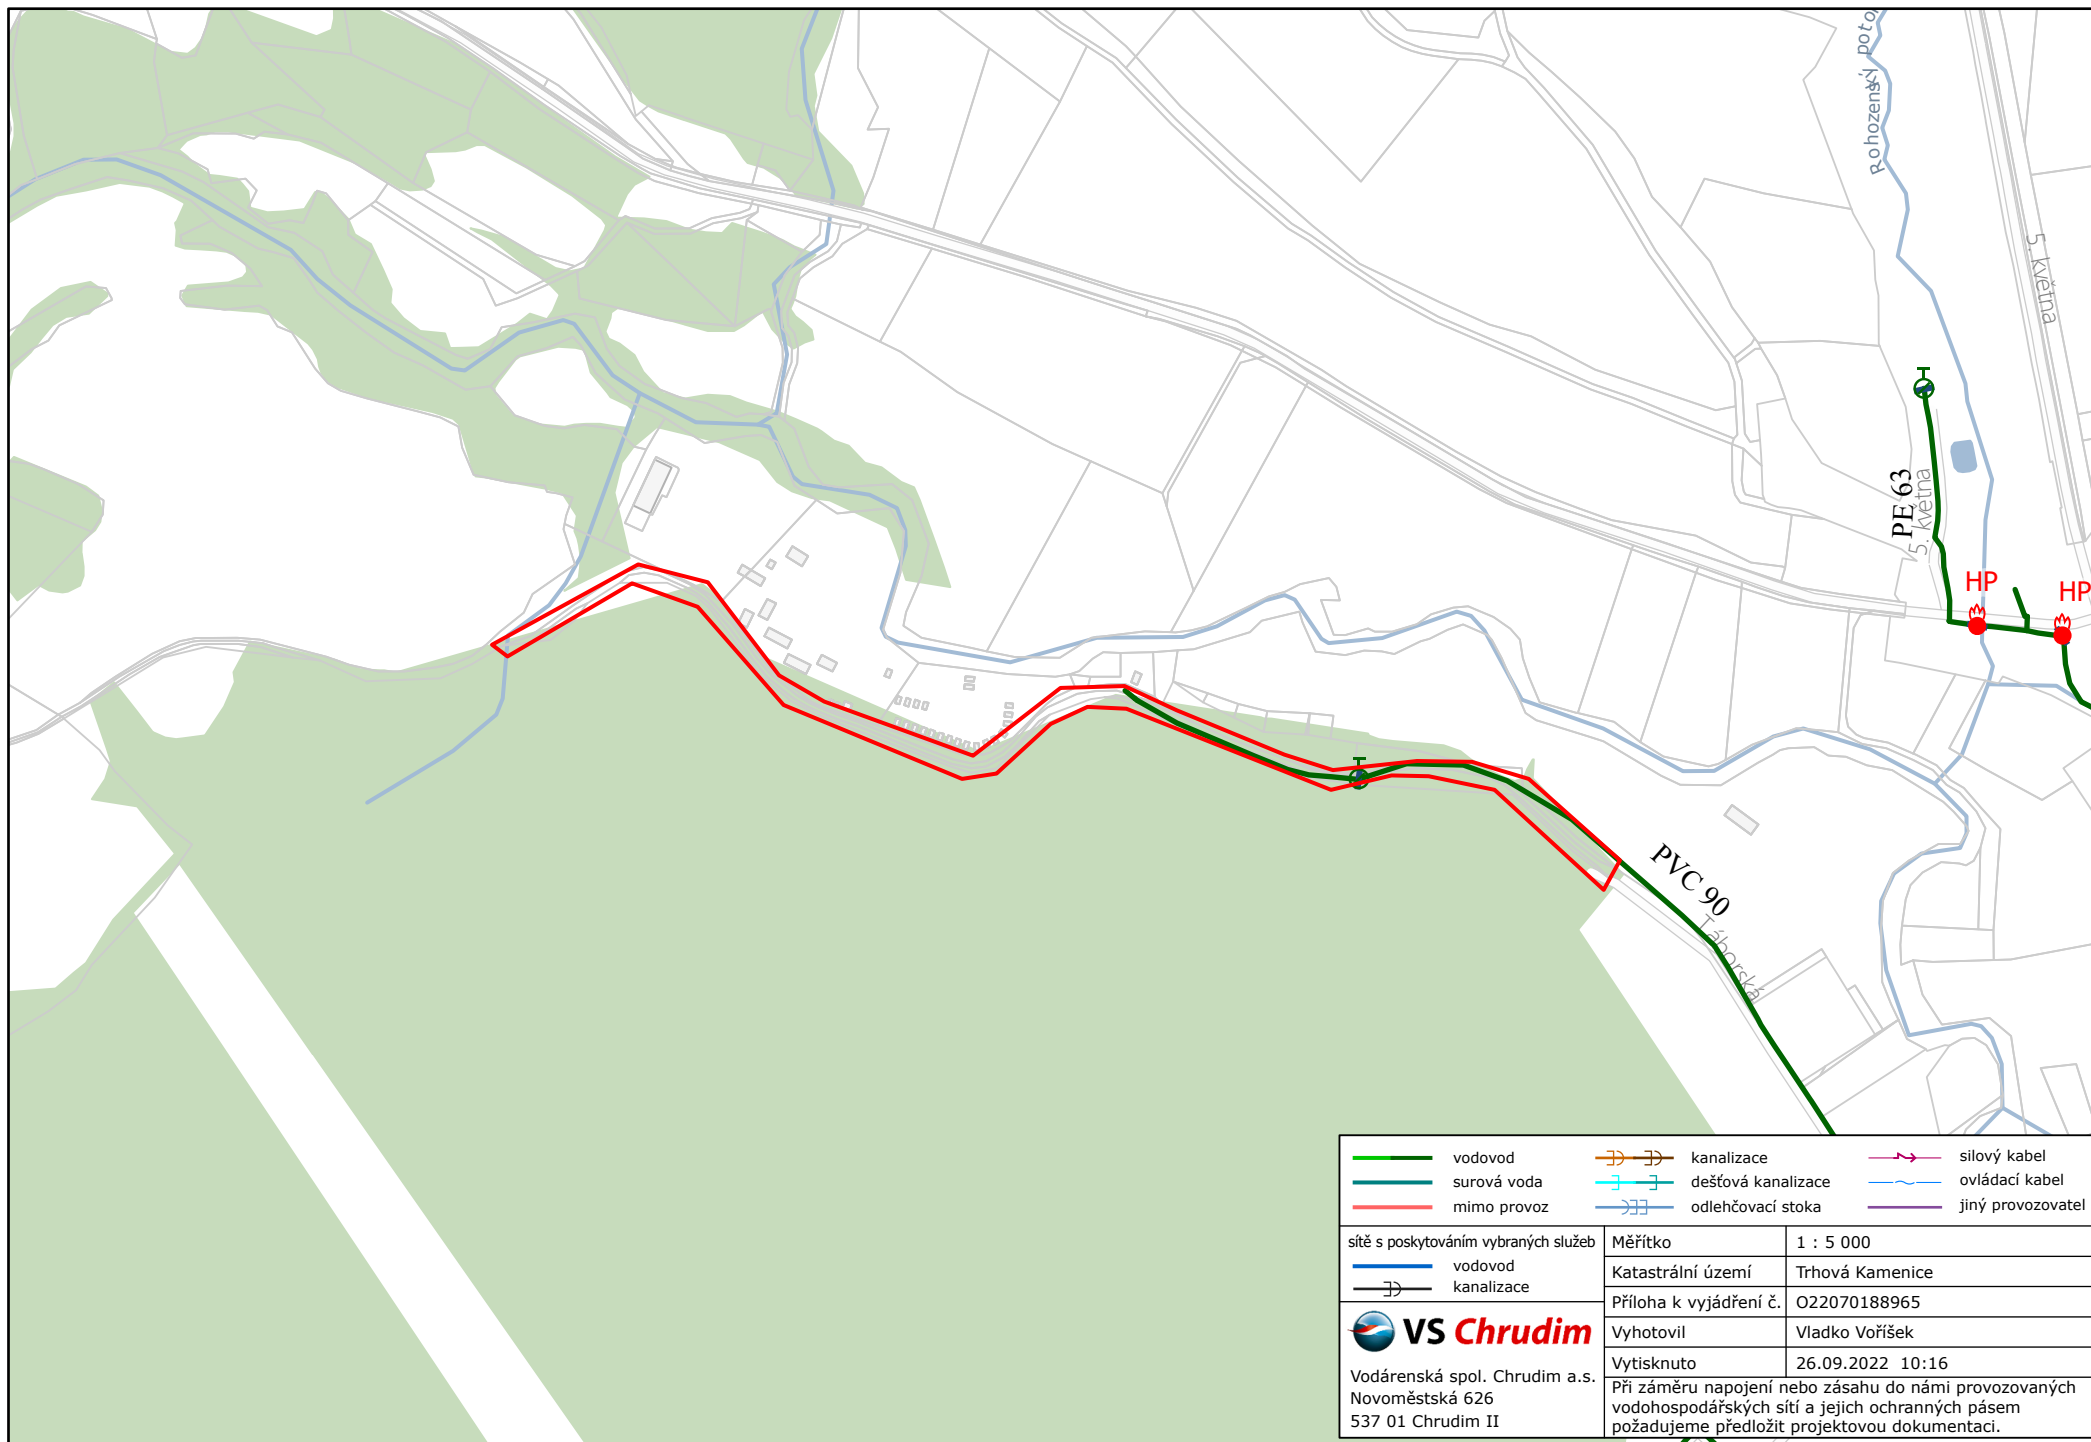 Rohozenský poto
5. května
PE 63
5. května
HP
HP
PVC 90
Táborská
vodovod
surová voda
mimo provoz
kanalizace
dešťová kanalizace
odlehčovací stoka
silový kabel
ovládací kabel
jiný provozovatel
sítě s poskytováním vybraných služeb
vodovod
kanalizace
VS Chrudim
Vodárenská spol. Chrudim a.s.
Novoměstská 626
537 01 Chrudim II
Měřítko 1 : 5 000
Katastrální území Trhová Kamenice
Příloha k vyjádření č. O22070188965
Vyhotovil Vladko Voříšek
Vytisknuto 26.09.2022 10:16
Při záměru napojení nebo zásahu do námi provozovaných
vodohospodářských sítí a jejich ochranných pásem
požadujeme předložit projektovou dokumentaci.